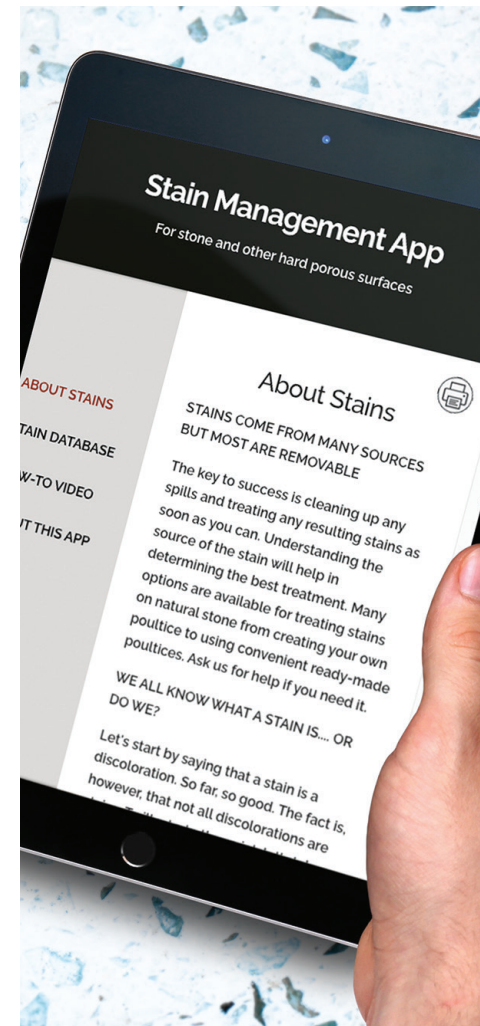 Stain Management App
For stone and other hard porous surfaces
ABOUT STAINS
TAIN DATABASE
W-TO VIDEO
T THIS APP
About Stains
STAINS COME FROM MANY SOURCES
BUT MOST ARE REMOVABLE
The key to success is cleaning up any
spills and treating any resulting stains as
soon as you can. Understanding the
source of the stain will help in
determining the best treatment. Many
options are available for treating stains
on natural stone from creating your own
poultice to using convenient ready-made
poultices. Ask us for help if you need it.
WE ALL KNOW WHAT A STAIN IS.... OR
DO WE?
Let's start by saying that a stain is a
discoloration. So far, so good. The fact is,
however, that not all discolorations are